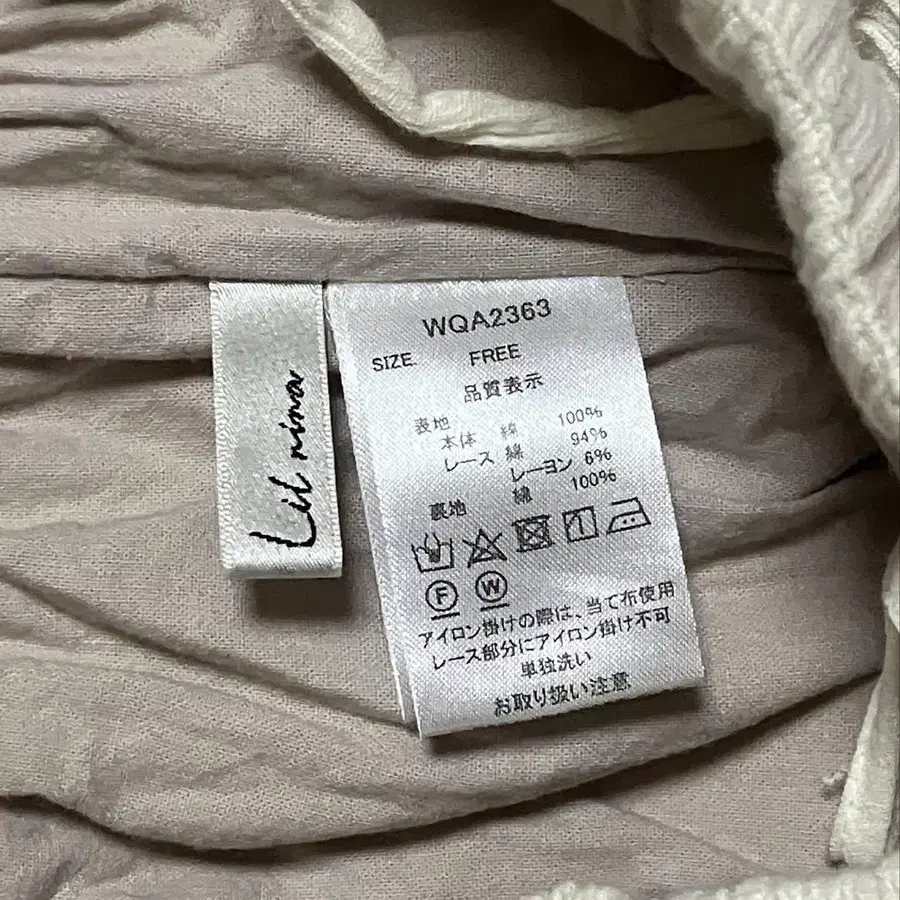 Lil nina
WQA2363
SIZE FREE
品質表示
表地
本体 綿 100%
レース 綿 94%
レーヨン 6%
裏地 綿 100%
F W
アイロン掛けの際は、当て布使用
レース部分にアイロン掛け不可
単独洗い
お取り扱い注意